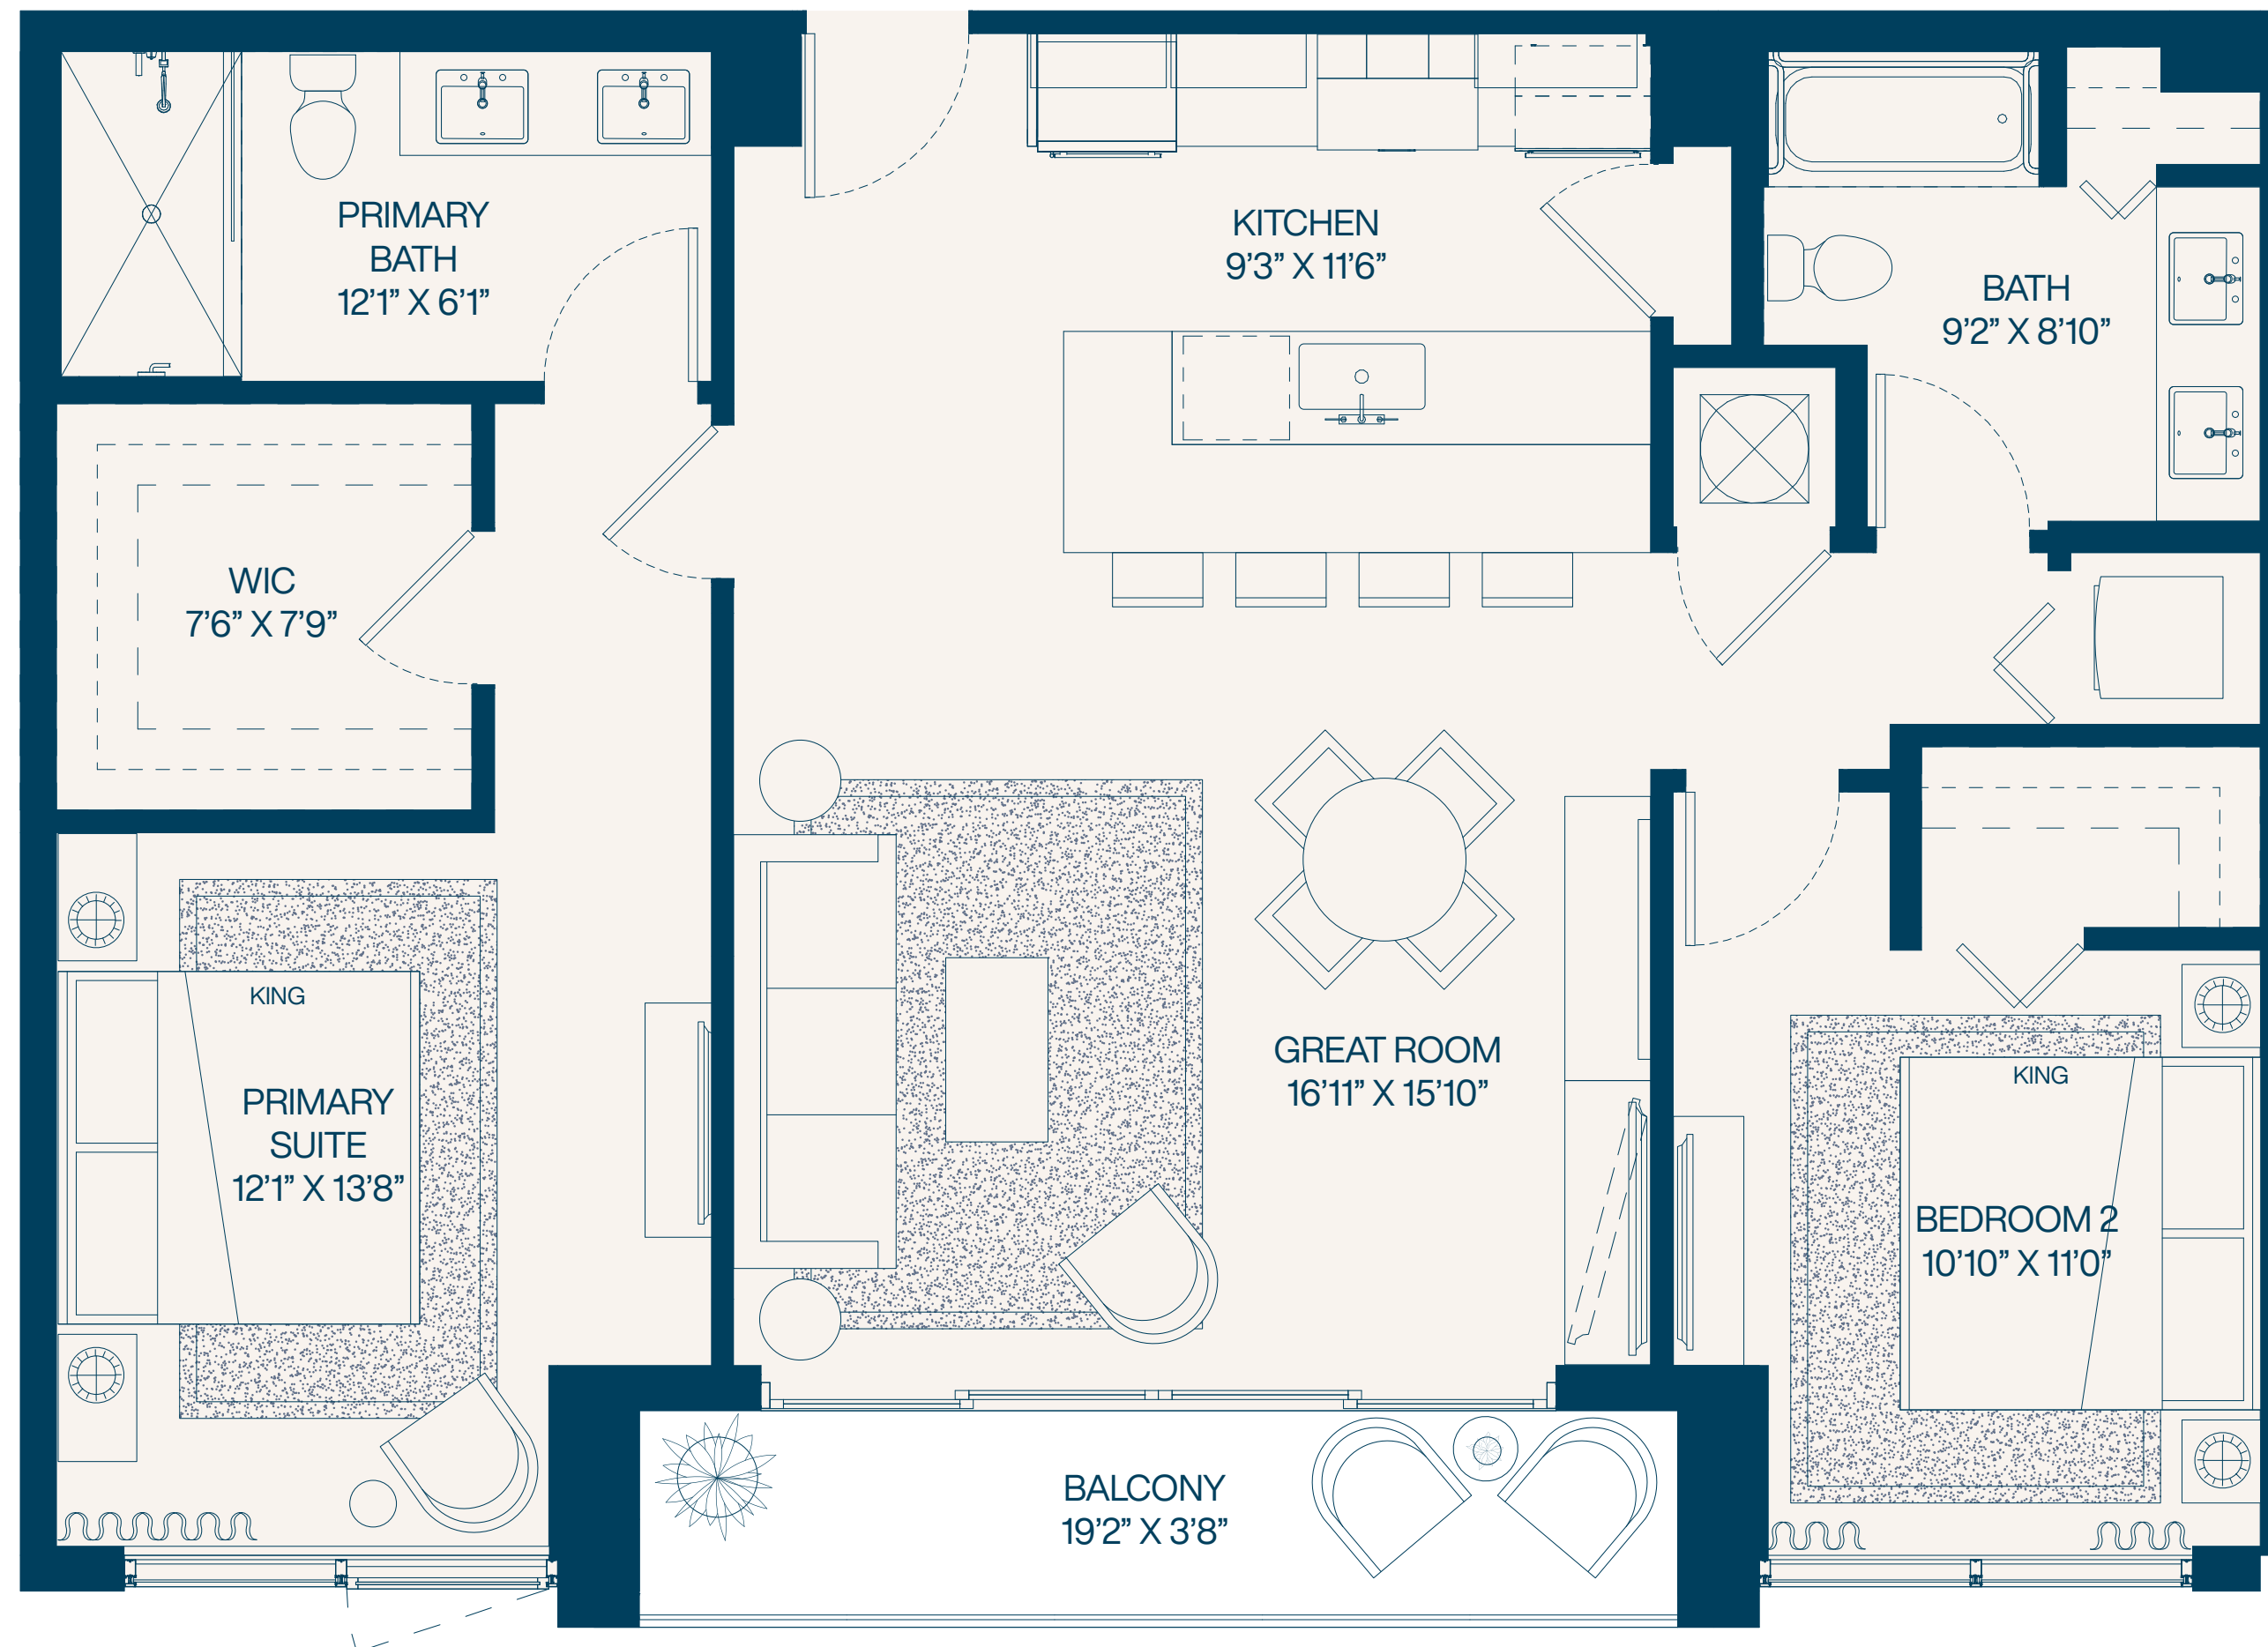 PRIMARY
BATH
12’1” X 6’1”
KITCHEN
9’3” X 11’6”
BATH
9’2” X 8’10”
WIC
7’6” X 7’9”
KING
PRIMARY
SUITE
12’1” X 13’8”
GREAT ROOM
16’11” X 15’10”
KING
BEDROOM 2
10’10” X 11’0”
BALCONY
19’2” X 3’8”